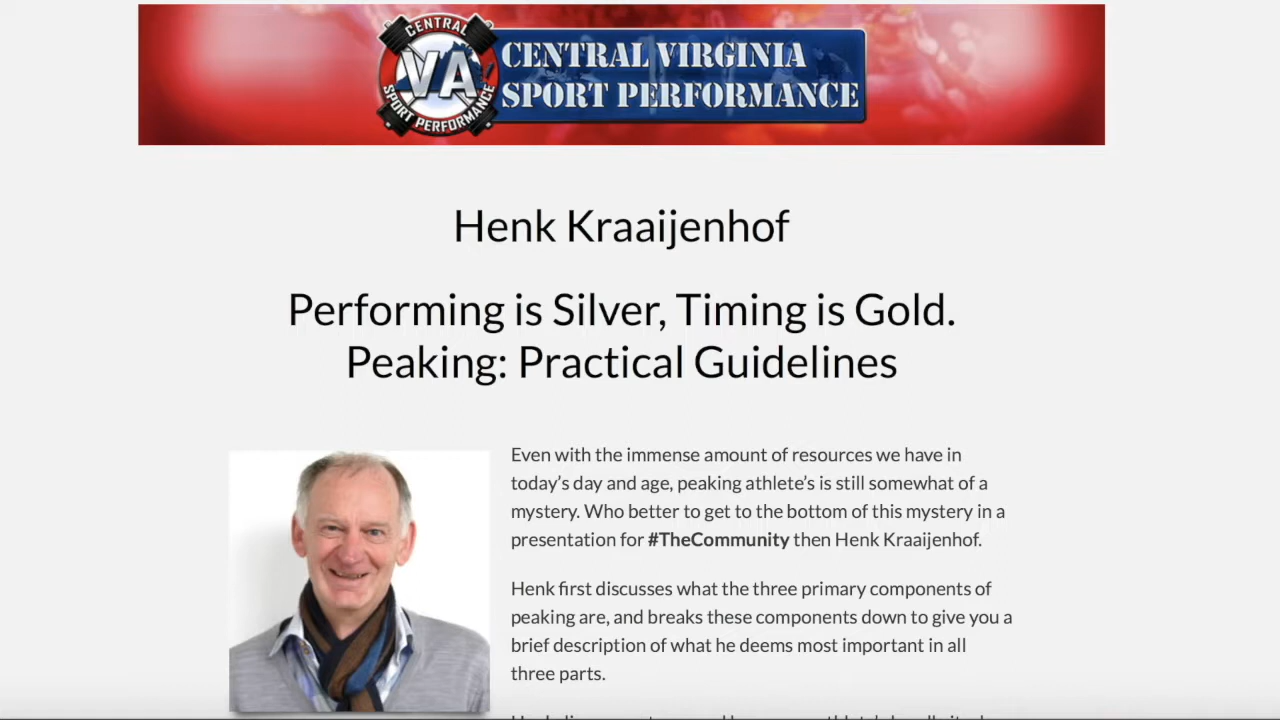 CENTRAL
VA
SPORT PERFORMANCE
CENTRAL VIRGINIA
SPORT PERFORMANCE
Henk Kraaijenhof
Performing is Silver, Timing is Gold.
Peaking: Practical Guidelines
Even with the immense amount of resources we have in
today's day and age, peaking athlete's is still somewhat of a
mystery. Who better to get to the bottom of this mystery in a
presentation for #TheCommunity then Henk Kraaijenhof.
Henk first discusses what the three primary components of
peaking are, and breaks these components down to give you a
brief description of what he deems most important in all
three parts.